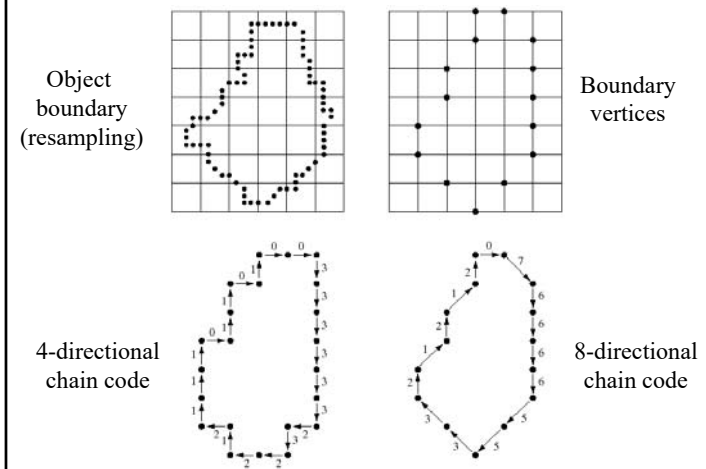 Object
boundary
(resampling)
Boundary
vertices
4-directional
chain code
0 0
1 3
0
1 3
1 3
0
1 3
1 3
1 3
2 2
1 3
2 2
8-directional
chain code
0
2 7
1 6
2 6
1 6
2 6
3 5
3 5